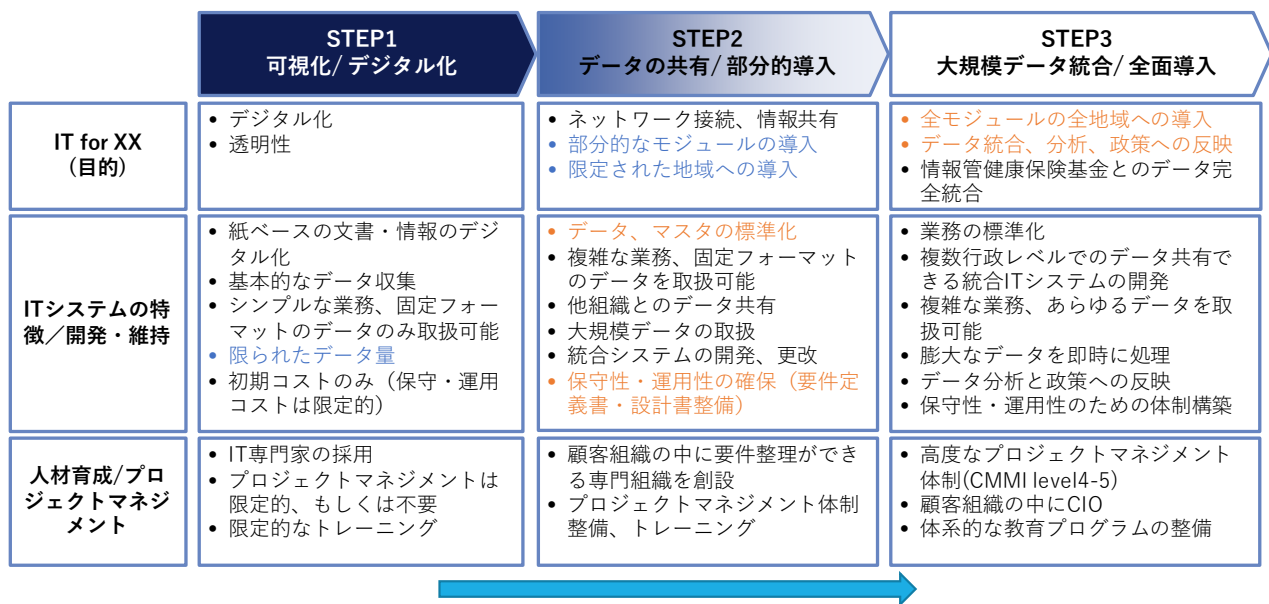 STEP1
可視化/ デジタル化
STEP2
データの共有/ 部分的導入
STEP3
大規模データ統合/ 全面導入
IT for XX
(目的)
• デジタル化
• 透明性
• ネットワーク接続、情報共有
• 部分的なモジュールの導入
• 限定された地域への導入
• 全モジュールの全地域への導入
• データ統合、分析、政策への反映
• 情報管健康保険基金とのデータ完
全統合
ITシステムの特
徴／開発・維持
• 紙ベースの文書・情報のデジ
タル化
• 基本的なデータ収集
• シンプルな業務、固定フォー
マットのデータのみ取扱可能
• 限られたデータ量
• 初期コストのみ（保守・運用
コストは限定的）
• データ、マスタの標準化
• 複雑な業務、固定フォーマット
のデータを取扱可能
• 他組織とのデータ共有
• 大規模データの取扱
• 統合システムの開発、更改
• 保守性・運用性の確保（要件定
義書・設計書整備）
• 業務の標準化
• 複数行政レベルでのデータ共有で
きる統合ITシステムの開発
• 複雑な業務、あらゆるデータを取
扱可能
• 膨大なデータを即時に処理
• データ分析と政策への反映
• 保守性・運用性のための体制構築
人材育成/プロ
ジェクトマネジ
メント
• IT専門家の採用
• プロジェクトマネジメントは
限定的、もしくは不要
• 限定的なトレーニング
• 顧客組織の中に要件整理ができ
る専門組織を創設
• プロジェクトマネジメント体制
整備、トレーニング
• 高度なプロジェクトマネジメント
体制(CMMI level4-5)
• 顧客組織の中にCIO
• 体系的な教育プログラムの整備